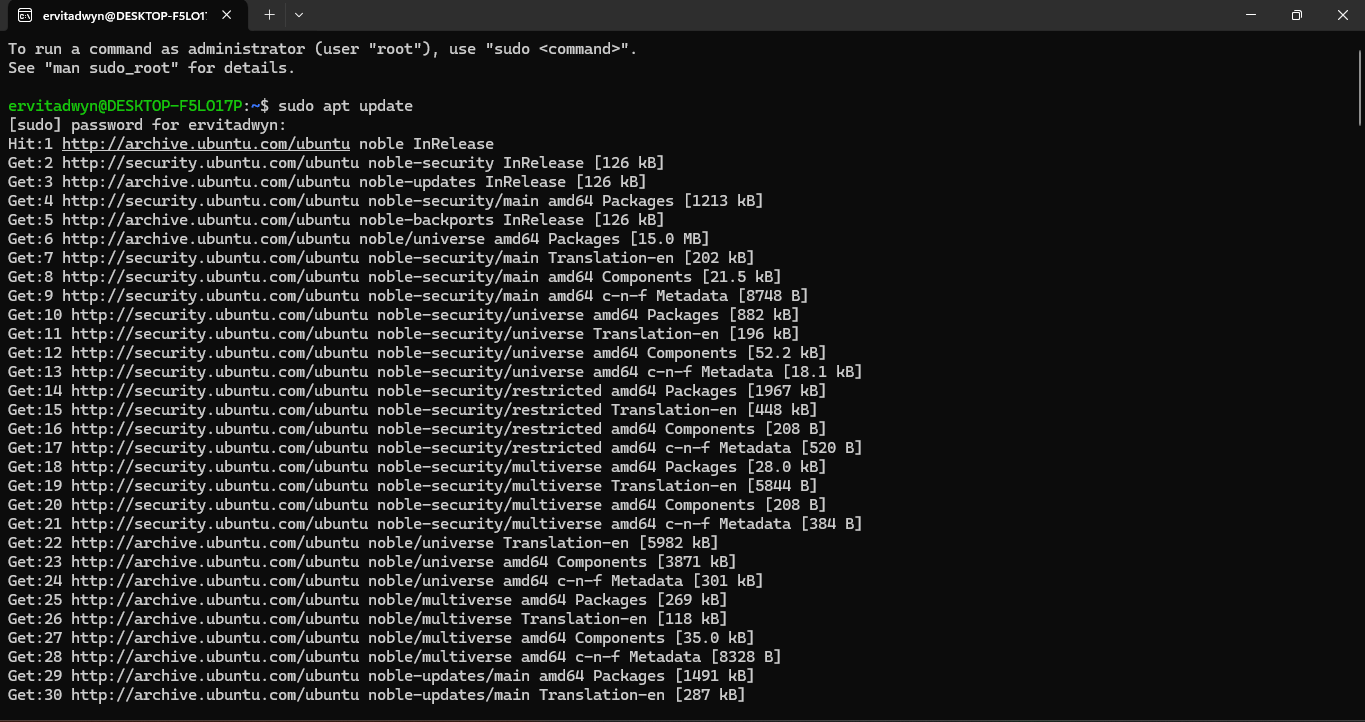 ervitadwyn@DESKTOP-F5LO1
To run a command as administrator (user "root"), use "sudo <command>".
See "man sudo_root" for details.
ervitadwyn@DESKTOP-F5LO17P:~$ sudo apt update
[sudo] password for ervitadwyn:
Hit:1 http://archive.ubuntu.com/ubuntu noble InRelease
Get:2 http://security.ubuntu.com/ubuntu noble-security InRelease [126 kB]
Get:3 http://archive.ubuntu.com/ubuntu noble-updates InRelease [126 kB]
Get:4 http://security.ubuntu.com/ubuntu noble-security/main amd64 Packages [1213 kB]
Get:5 http://archive.ubuntu.com/ubuntu noble-backports InRelease [126 kB]
Get:6 http://archive.ubuntu.com/ubuntu noble/universe amd64 Packages [15.0 MB]
Get:7 http://security.ubuntu.com/ubuntu noble-security/main Translation-en [202 kB]
Get:8 http://security.ubuntu.com/ubuntu noble-security/main amd64 Components [21.5 kB]
Get:9 http://security.ubuntu.com/ubuntu noble-security/main amd64 c-n-f Metadata [8748 B]
Get:10 http://security.ubuntu.com/ubuntu noble-security/universe amd64 Packages [882 kB]
Get:11 http://security.ubuntu.com/ubuntu noble-security/universe Translation-en [196 kB]
Get:12 http://security.ubuntu.com/ubuntu noble-security/universe amd64 Components [52.2 kB]
Get:13 http://security.ubuntu.com/ubuntu noble-security/universe amd64 c-n-f Metadata [18.1 kB]
Get:14 http://security.ubuntu.com/ubuntu noble-security/restricted amd64 Packages [1967 kB]
Get:15 http://security.ubuntu.com/ubuntu noble-security/restricted Translation-en [448 kB]
Get:16 http://security.ubuntu.com/ubuntu noble-security/restricted amd64 Components [208 B]
Get:17 http://security.ubuntu.com/ubuntu noble-security/restricted amd64 c-n-f Metadata [520 B]
Get:18 http://security.ubuntu.com/ubuntu noble-security/multiverse amd64 Packages [28.0 kB]
Get:19 http://security.ubuntu.com/ubuntu noble-security/multiverse Translation-en [5844 B]
Get:20 http://security.ubuntu.com/ubuntu noble-security/multiverse amd64 Components [208 B]
Get:21 http://security.ubuntu.com/ubuntu noble-security/multiverse amd64 c-n-f Metadata [384 B]
Get:22 http://archive.ubuntu.com/ubuntu noble/universe Translation-en [5982 kB]
Get:23 http://archive.ubuntu.com/ubuntu noble/universe amd64 Components [3871 kB]
Get:24 http://archive.ubuntu.com/ubuntu noble/universe amd64 c-n-f Metadata [301 kB]
Get:25 http://archive.ubuntu.com/ubuntu noble/multiverse amd64 Packages [269 kB]
Get:26 http://archive.ubuntu.com/ubuntu noble/multiverse Translation-en [118 kB]
Get:27 http://archive.ubuntu.com/ubuntu noble/multiverse amd64 Components [35.0 kB]
Get:28 http://archive.ubuntu.com/ubuntu noble/multiverse amd64 c-n-f Metadata [8328 B]
Get:29 http://archive.ubuntu.com/ubuntu noble-updates/main amd64 Packages [1491 kB]
Get:30 http://archive.ubuntu.com/ubuntu noble-updates/main Translation-en [287 kB]